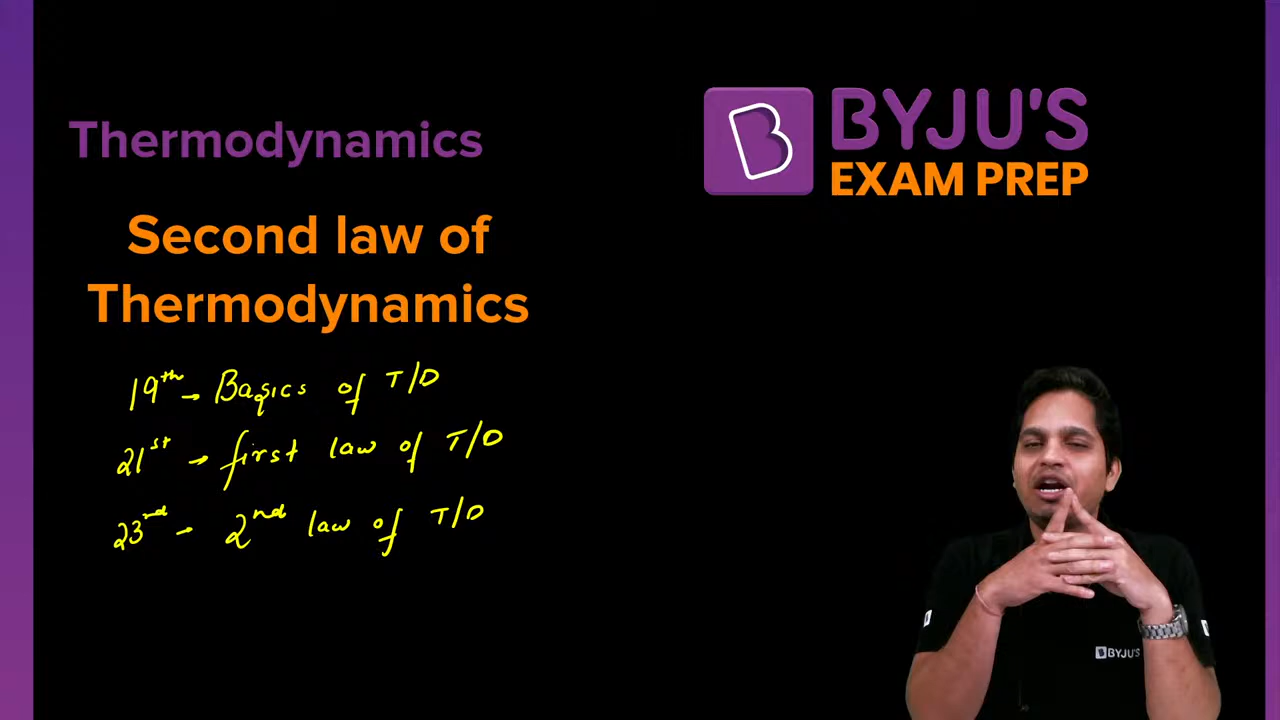 Thermodynamics
Second law of
Thermodynamics
19th → Basics of T/D
21st → first law of T/D
23rd → 2nd law of T/D
B BYJU'S
EXAM PREP
B BYJU'S